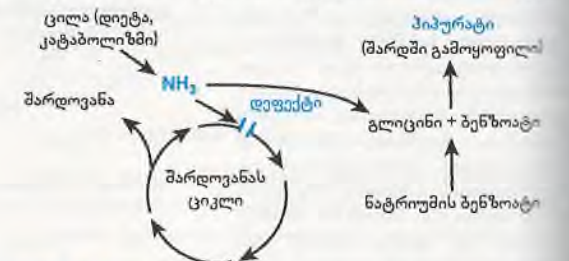 ცილა (დიეტა,
კატაბოლიზმი)
NH₃
შარდოვანა
დეფექტი
შარდოვანას
ციკლი
ჰიპურატი
(შარდში გამოყოფილი)
გლიცინი + ბენზოატი
ნატრიუმის ბენზოატი